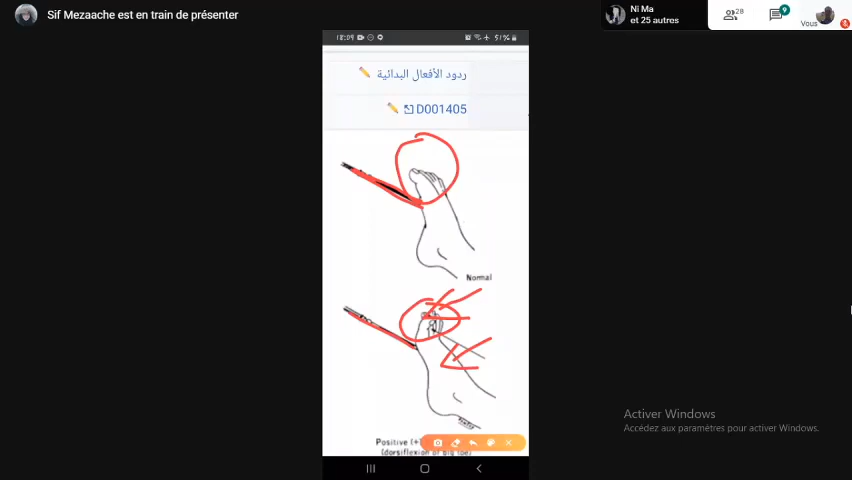 Sif Mezaache est en train de présenter
Ni Ma
et 25 autres
28
9
Vous
51%
ردود الأفعال البدائية
D001405
Normal
Positive (+)
(dorsiflexion of big toe)
Activer Windows
Accédez aux paramètres pour activer Windows.